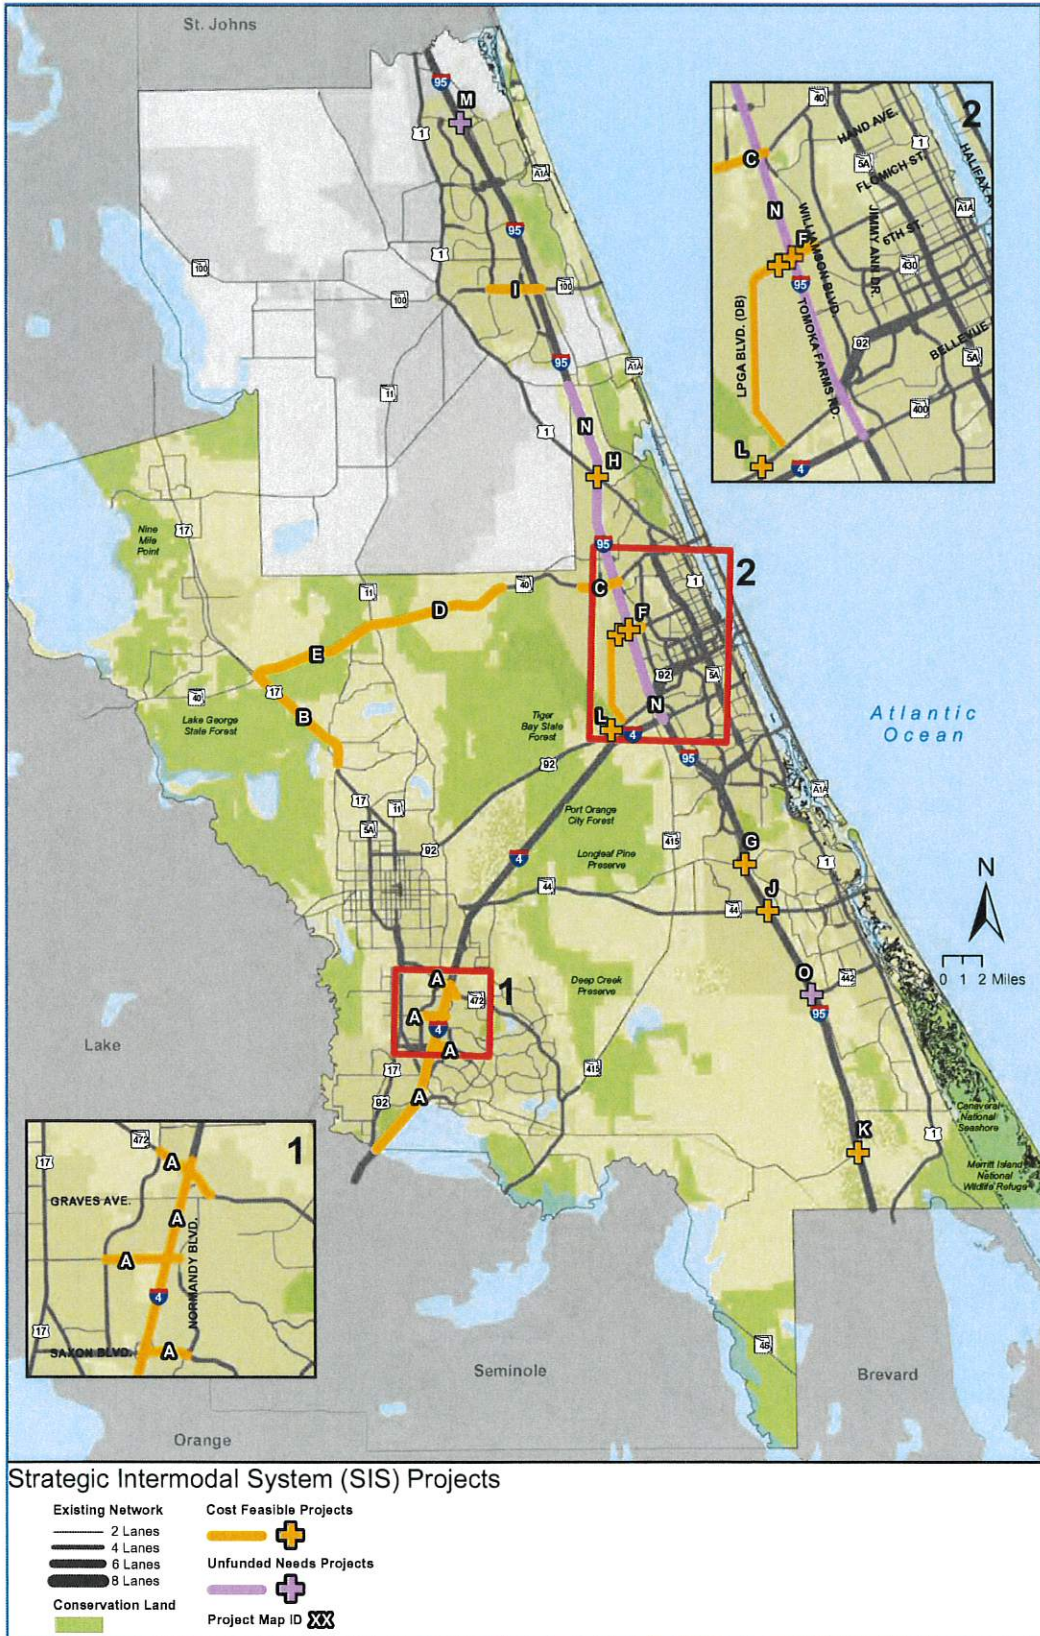 St. Johns
95
M
1
A1A
95
1
100
100
I
100
95
A1A
11
N
1
H
2
40
HAND AVE.
1
C
5A
FLOMICH ST.
HALIFAX A
A1A
N
WILLIAMSON BLVD.
JIMMY ANN DR.
6TH ST.
F
430
95
LPGA BLVD. (DB)
TOMOKA FARMS RD.
92
BELLEVUE
5A
400
L
4
17
Nine
Mile
Point
95
2
1
11
40
C
D
F
E
92
5A
17
40
B
N
Lake George
State Forest
Tiger
Bay State
Forest
L
4
Atlantic
Ocean
92
95
17
11
A1A
5A
Port Orange
City Forest
92
415
1
4
Longleaf Pine
Preserve
G
N
44
44
J
A
1
472
Deep Creek
Preserve
O
442
0 1 2 Miles
A
4
95
Lake
A
17
415
A
92
Canaveral
National
Seashore
K
1
Merritt Island
National
Wildlife Refuge
1
472
A
17
GRAVES AVE.
A
NORMANDY BLVD.
A
4
17
SAXON BLVD.
A
46
Seminole
Brevard
Orange
Strategic Intermodal System (SIS) Projects
Existing Network
2 Lanes
4 Lanes
6 Lanes
8 Lanes
Conservation Land
Cost Feasible Projects
Unfunded Needs Projects
Project Map ID XX